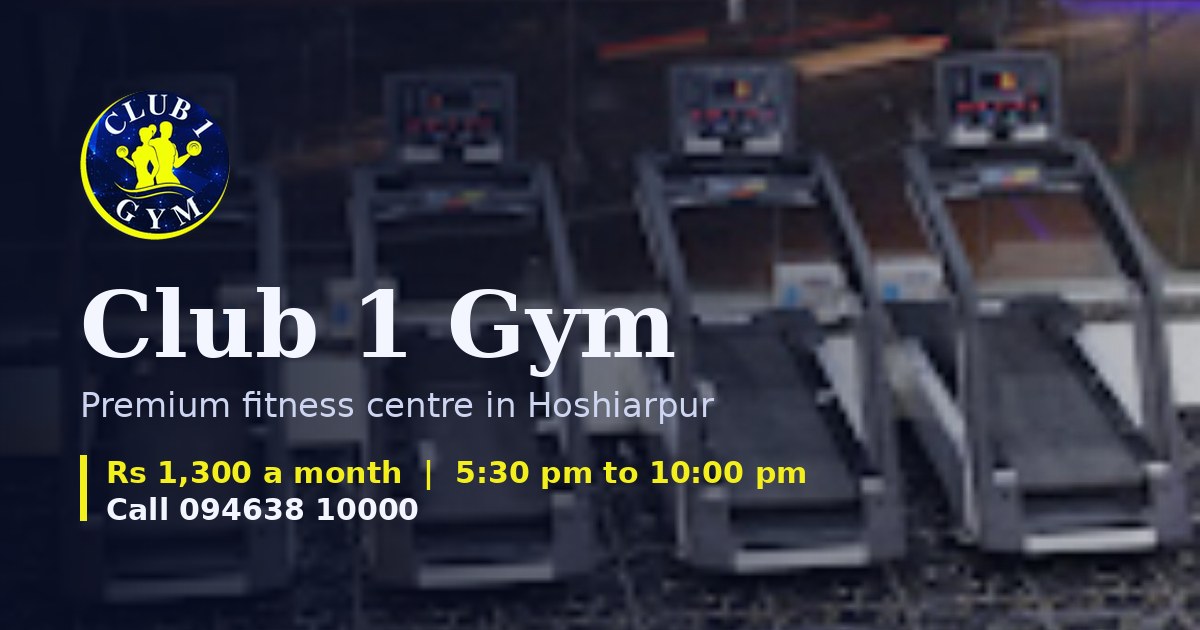 CLUB 1
GYM
Club 1 Gym
Premium fitness centre in Hoshiarpur
Rs 1,300 a month | 5:30 pm to 10:00 pm
Call 094638 10000